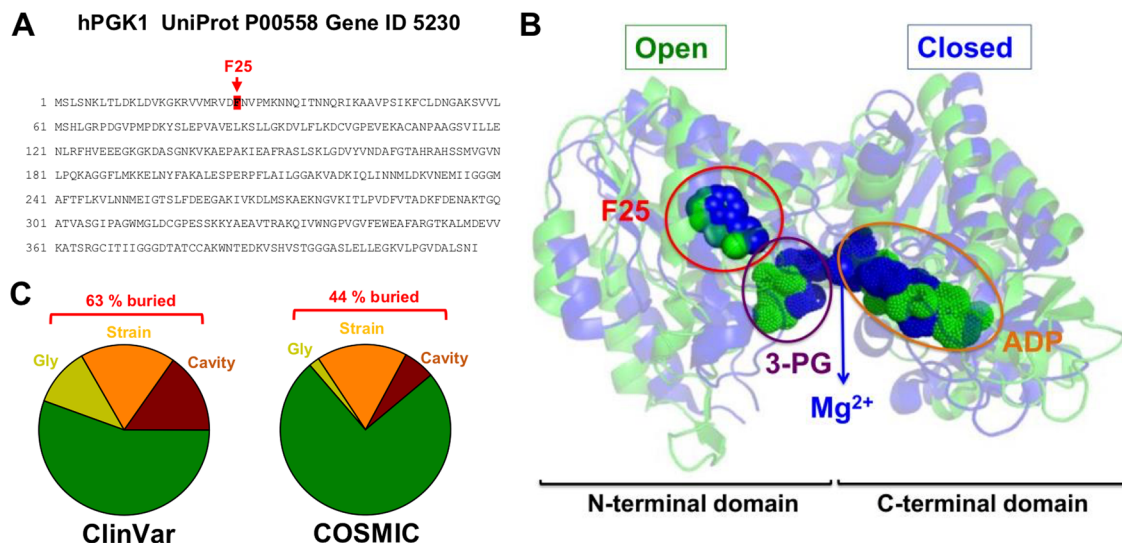 A
hPGK1 UniProt P00558 Gene ID 5230
F25
1 MSLSNKLTLDKLDVKGKRVVMRVDFNVPMKNNQITNNQRIKAAVPSIKFCLDNGAKSVVL
61 MSHLGRPDGVPMPDKYSLEPVAVELKSLLGKDVLFLKDCVGPEVEKACANPAAGSVILLE
121 NLRFHVEEEGKGKDASGNKVKAEPAKIEAFRASLSKLGDVYVNDAFGTAHRAHSSMVGVN
181 LPQKAGGFLMKKELNYFAKALESPERPFLAILGGAKVADKIQLINNMLDKVNEMIIGGGM
241 AFTFLKVLNNMEIGTSLFDEEGAKIVKDLMSKAEKNGVKITLPVDFVTADKFDENAKTGQ
301 ATVASGIPAGWMGLDCGPESSKKYAEAVTRAKQIVWNGPVGVFEWEAFARGTKALMDEVV
361 KATSRGCITIIGGGDTATCCAKWNTEDKVSHVSTGGGASLELLEGKVLPGVDALSNI
B
Open
Closed
F25
3-PG
ADP
Mg2+
N-terminal domain
C-terminal domain
C
63 % buried
Strain
Gly
Cavity
ClinVar
44 % buried
Strain
Gly
Cavity
COSMIC